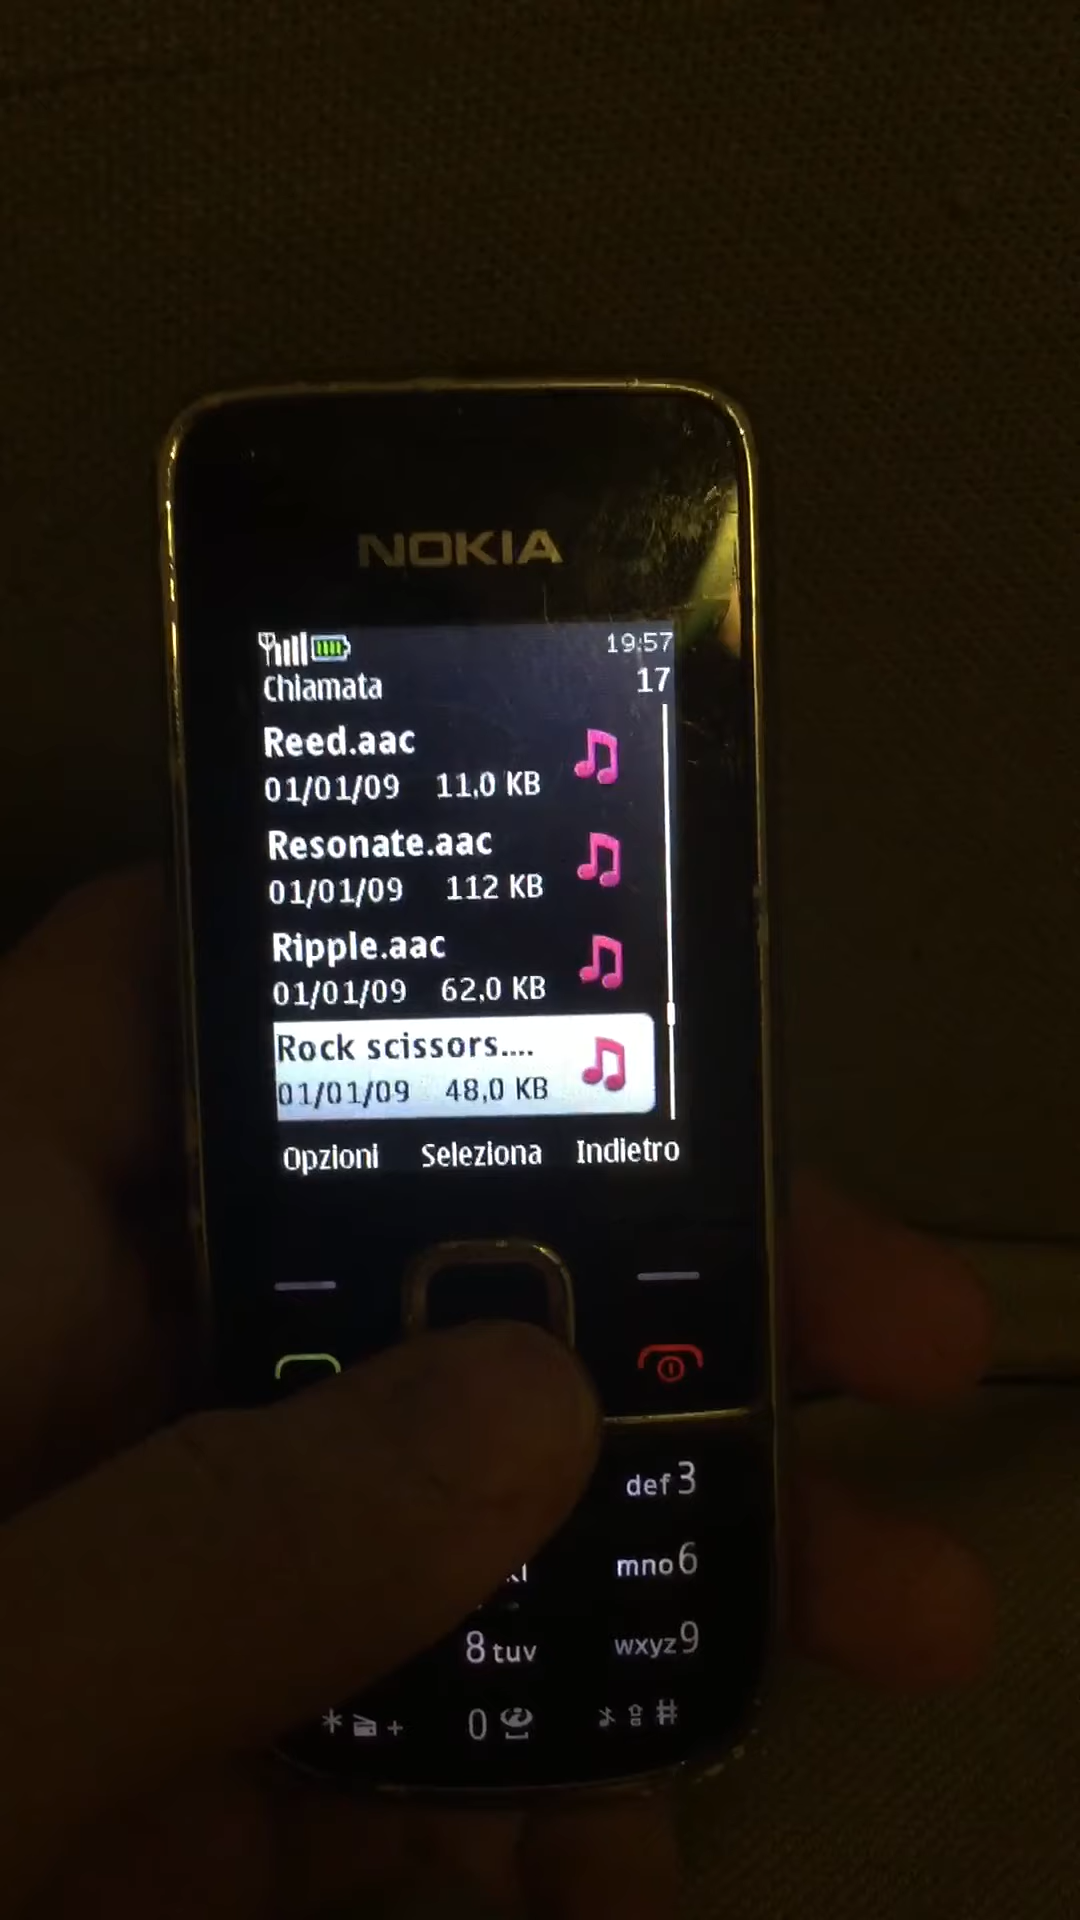 NOKIA
19:57
Chiamata 17
Reed.aac
01/01/09 11,0 KB
Resonate.aac
01/01/09 112 KB
Ripple.aac
01/01/09 62,0 KB
Rock scissors....
01/01/09 48,0 KB
Opzioni Seleziona Indietro
def 3
mno 6
8 tuv wxyz 9
* + 0 #